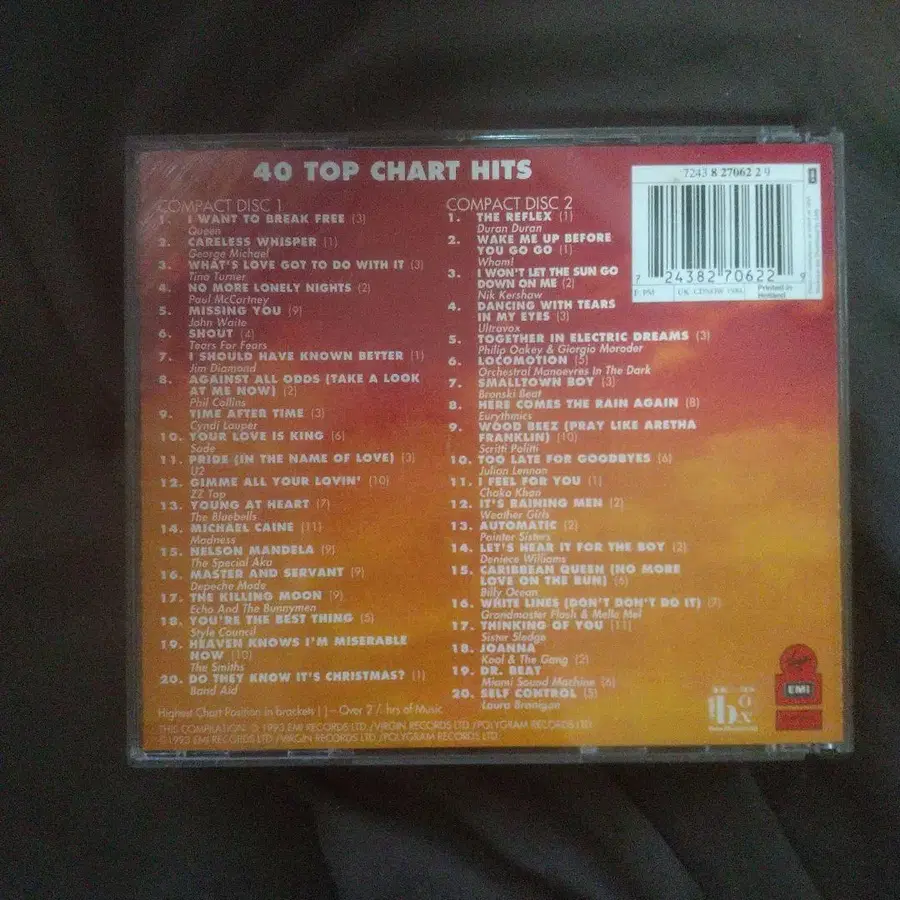 40 TOP CHART HITS
COMPACT DISC 1
1. I WANT TO BREAK FREE (3)
Queen
2. CARELESS WHISPER (1)
George Michael
3. WHAT'S LOVE GOT TO DO WITH IT (3)
Tina Turner
4. NO MORE LONELY NIGHTS (2)
Paul McCartney
5. MISSING YOU (9)
John Waite
6. SHOUT (4)
Tears For Fears
7. I SHOULD HAVE KNOWN BETTER (1)
Jim Diamond
8. AGAINST ALL ODDS (TAKE A LOOK
AT ME NOW) (2)
Phil Collins
9. TIME AFTER TIME (3)
Cyndi Lauper
10. YOUR LOVE IS KING (6)
Sade
11. PRIDE (IN THE NAME OF LOVE) (3)
U2
12. GIMME ALL YOUR LOVIN' (10)
ZZ Top
13. YOUNG AT HEART (7)
The Bluebells
14. MICHAEL CAINE (11)
Madness
15. NELSON MANDELA (9)
The Special Aka
16. MASTER AND SERVANT (9)
Depeche Mode
17. THE KILLING MOON (9)
Echo And The Bunnymen
18. YOU'RE THE BEST THING (5)
Style Council
19. HEAVEN KNOWS I'M MISERABLE
NOW (10)
The Smiths
20. DO THEY KNOW IT'S CHRISTMAS? (1)
Band Aid
COMPACT DISC 2
1. THE REFLEX (1)
Duran Duran
2. WAKE ME UP BEFORE
YOU GO GO (1)
Wham!
3. I WON'T LET THE SUN GO
DOWN ON ME (2)
Nik Kershaw
4. DANCING WITH TEARS
IN MY EYES (3)
Ultravox
5. TOGETHER IN ELECTRIC DREAMS (3)
Philip Oakey & Giorgio Moroder
6. LOCOMOTION (5)
Orchestral Manoevres In The Dark
7. SMALLTOWN BOY (3)
Bronski Beat
8. HERE COMES THE RAIN AGAIN (8)
Eurythmics
9. WOOD BEEZ (PRAY LIKE ARETHA
FRANKLIN) (10)
Scritti Politti
10. TOO LATE FOR GOODBYES (6)
Julian Lennon
11. I FEEL FOR YOU (1)
Chaka Khan
12. IT'S RAINING MEN (2)
Weather Girls
13. AUTOMATIC (2)
Pointer Sisters
14. LET'S HEAR IT FOR THE BOY (2)
Deniece Williams
15. CARIBBEAN QUEEN (NO MORE
LOVE ON THE RUN) (6)
Billy Ocean
16. WHITE LINES (DON'T DON'T DO IT) (7)
Grandmaster Flash & Melle Mel
17. THINKING OF YOU (11)
Sister Sledge
18. JOANNA
Kool & The Gang (2)
19. DR. BEAT
Miami Sound Machine (6)
20. SELF CONTROL (5)
Laura Branigan
7243 8 27062 2 9
7 24382 70622 9
F: PM
UK: CDNOW 1984
Printed in
Holland
Highest Chart Position in brackets ( ) – Over 2 ½ hrs of Music
THIS COMPILATION ℗ 1993 EMI RECORDS LTD./VIRGIN RECORDS LTD./POLYGRAM RECORDS LTD.
© 1993 EMI RECORDS LTD./VIRGIN RECORDS LTD./POLYGRAM RECORDS LTD.
box
Virgin
EMI